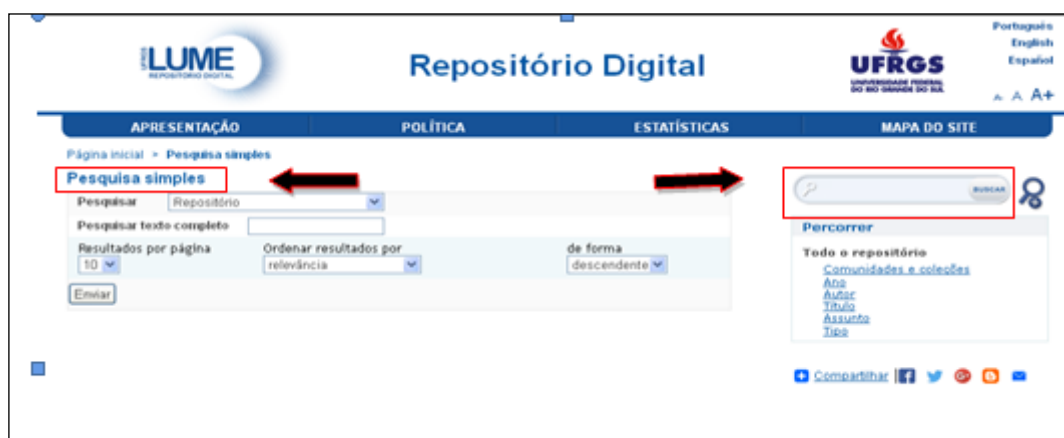 Português
English
Español
UFRGS
LUME
REPOSITÓRIO DIGITAL
Repositório Digital
UFRGS
UNIVERSIDADE FEDERAL
DO RIO GRANDE DO SUL
A- A A+
APRESENTAÇÃO POLÍTICA ESTATÍSTICAS MAPA DO SITE
Página inicial > Pesquisa simples
Pesquisa simples
Pesquisar Repositório
Pesquisar texto completo
Resultados por página Ordenar resultados por de forma
10 relevância descendente
Enviar
BUSCAR
Percorrer
Todo o repositório
Comunidades e coleções
Ano
Autor
Título
Assunto
Tipo
Compartilhar